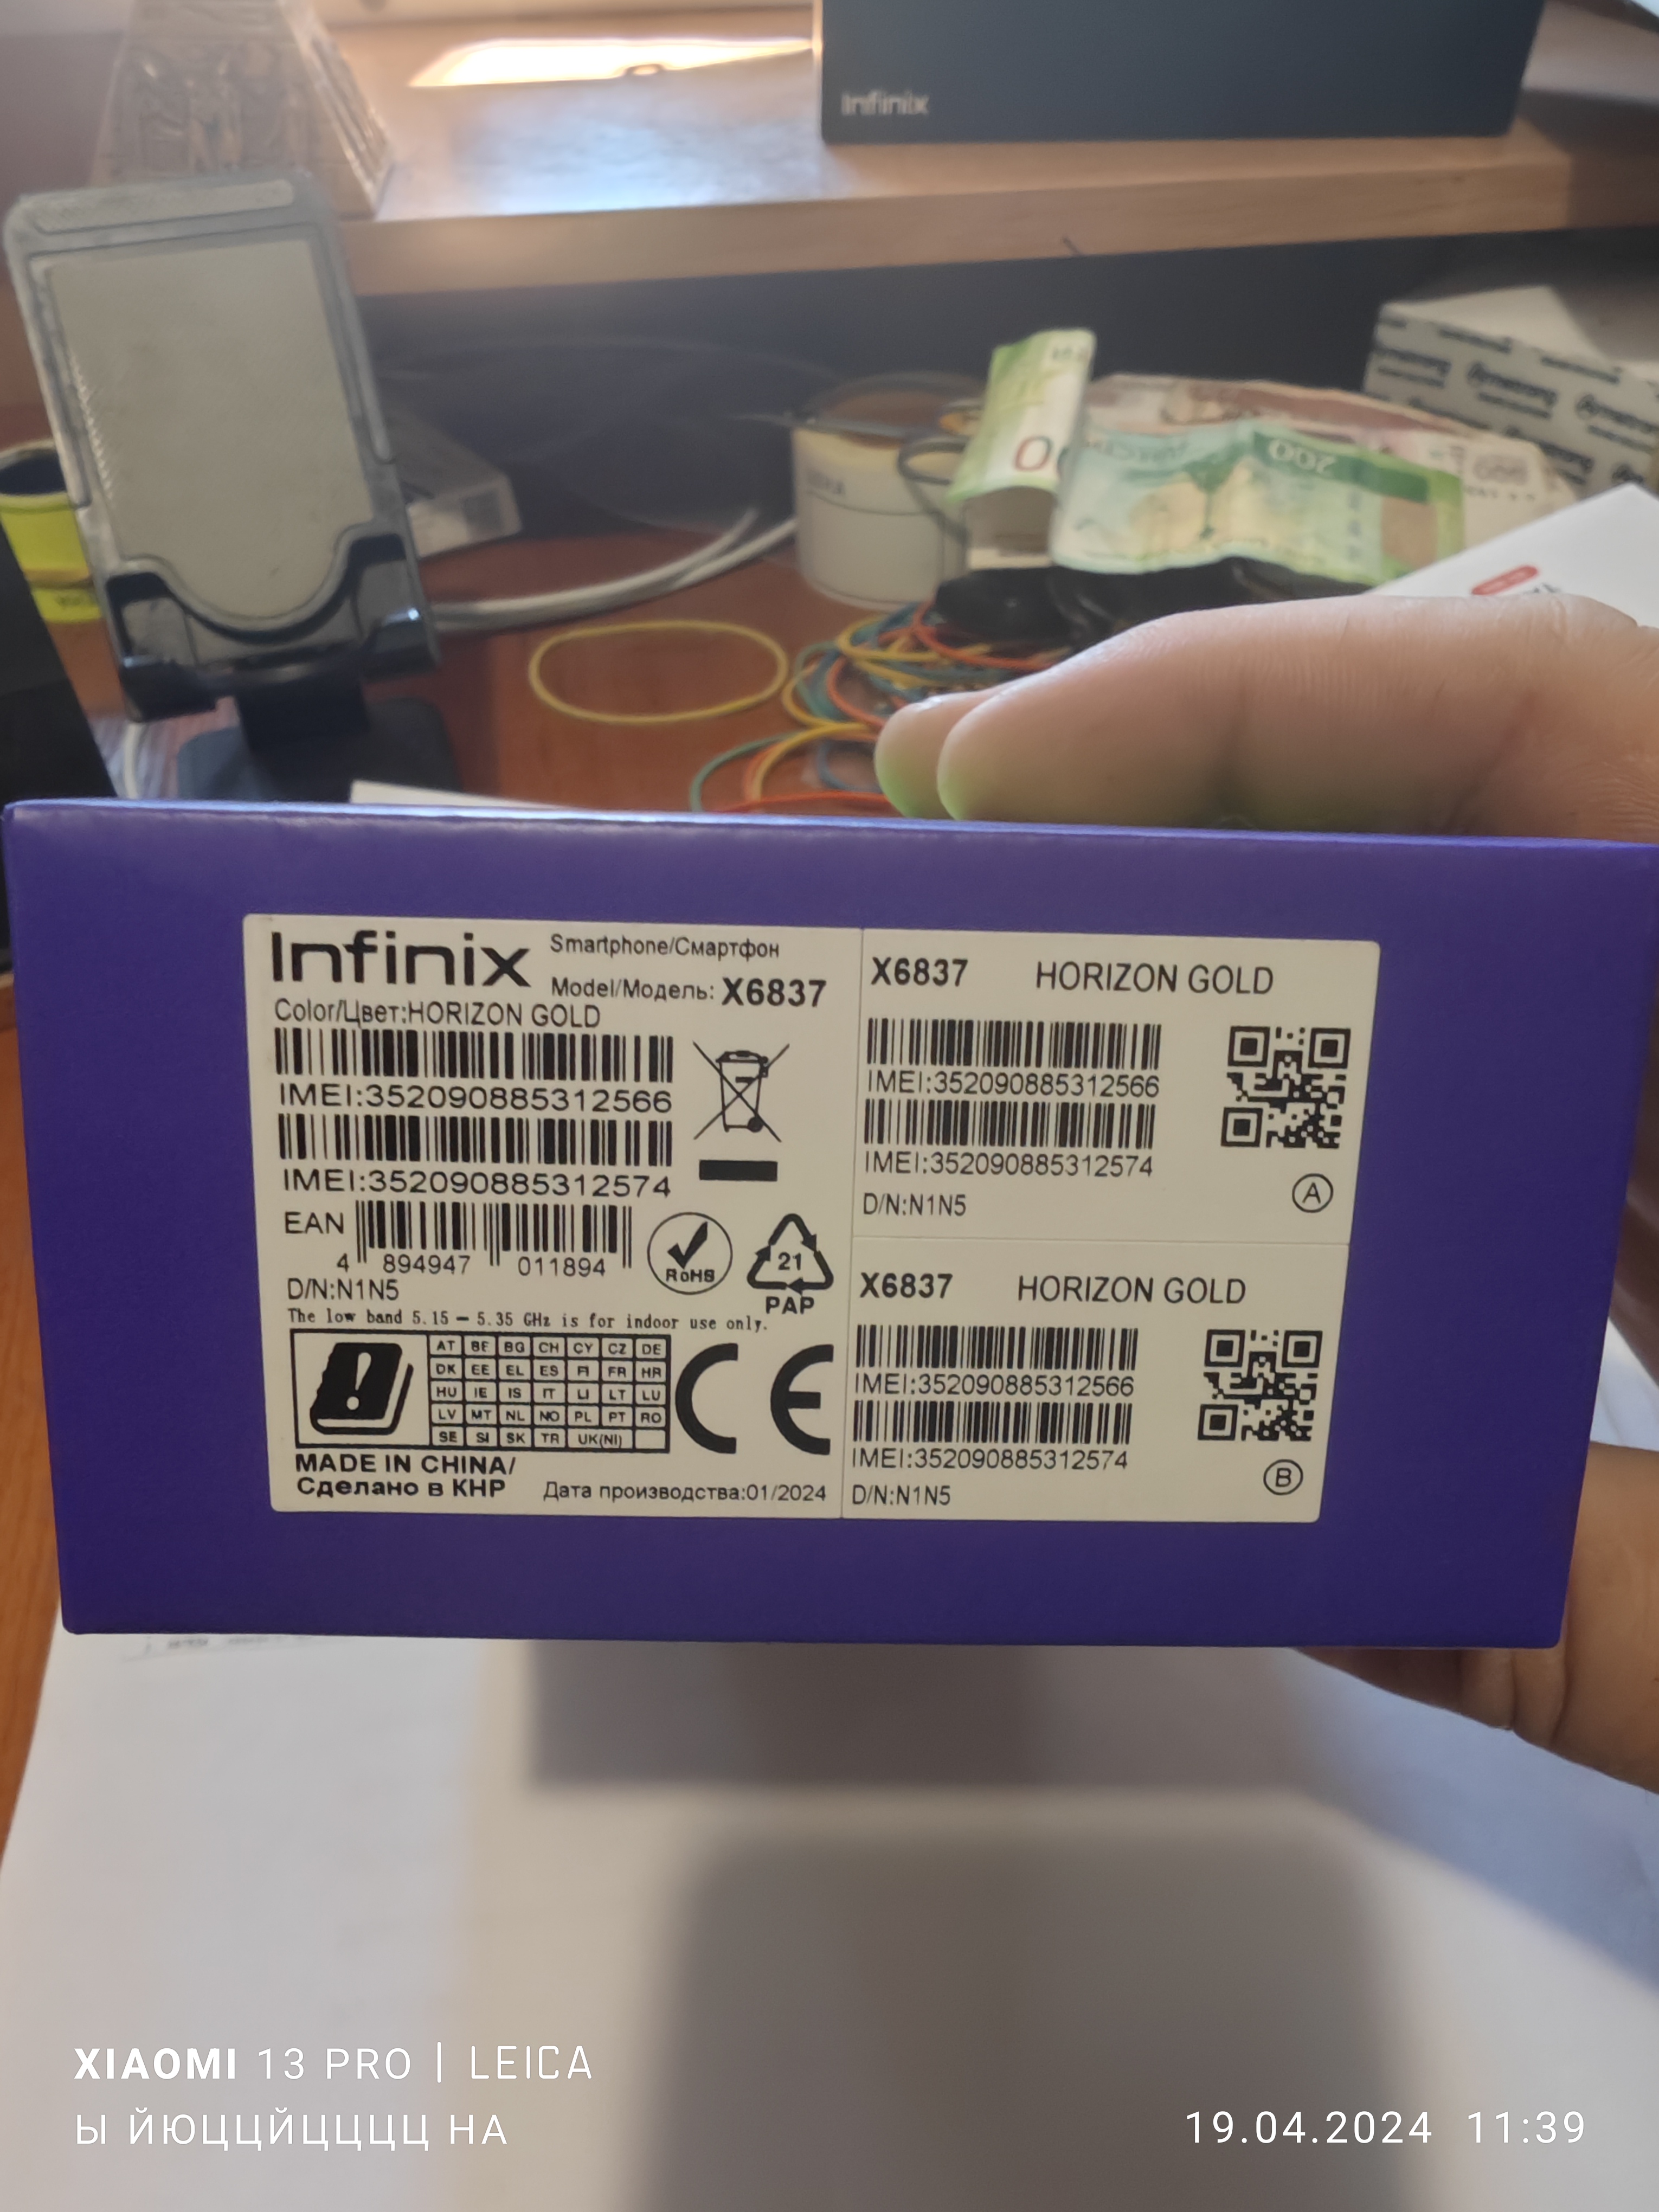 Infinix
200
Armstrong
Infinix
Smartphone/Смартфон
Model/Модель: X6837
Color/Цвет:HORIZON GOLD
IMEI:352090885312566
IMEI:352090885312574
EAN
4 894947 011894
RoHS
21
PAP
D/N:N1N5
The low band 5.15 – 5.35 GHz is for indoor use only.
AT BE BG CH CY CZ DE
DK EE EL ES FI FR HR
HU IE IS IT LI LT LU
LV MT NL NO PL PT RO
SE SI SK TR UK(NI)
CE
MADE IN CHINA/
Сделано в КНР
Дата производства:01/2024
X6837 HORIZON GOLD
IMEI:352090885312566
IMEI:352090885312574
D/N:N1N5
A
X6837 HORIZON GOLD
IMEI:352090885312566
IMEI:352090885312574
D/N:N1N5
B
XIAOMI 13 PRO | LEICA
Ы ЙЮЦЦЙЦЦЦЦ НА
19.04.2024 11:39